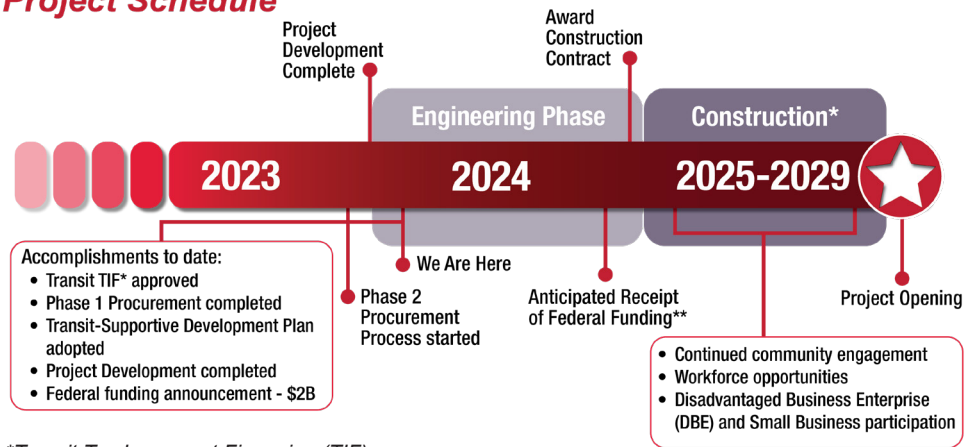 Project Schedule
Project
Development
Complete
Award
Construction
Contract
Engineering Phase
Construction*
2023
2024
2025-2029
Accomplishments to date:
• Transit TIF* approved
• Phase 1 Procurement completed
• Transit-Supportive Development Plan
adopted
• Project Development completed
• Federal funding announcement - $2B
We Are Here
Phase 2
Procurement
Process started
Anticipated Receipt
of Federal Funding**
Project Opening
• Continued community engagement
• Workforce opportunities
• Disadvantaged Business Enterprise
(DBE) and Small Business participation